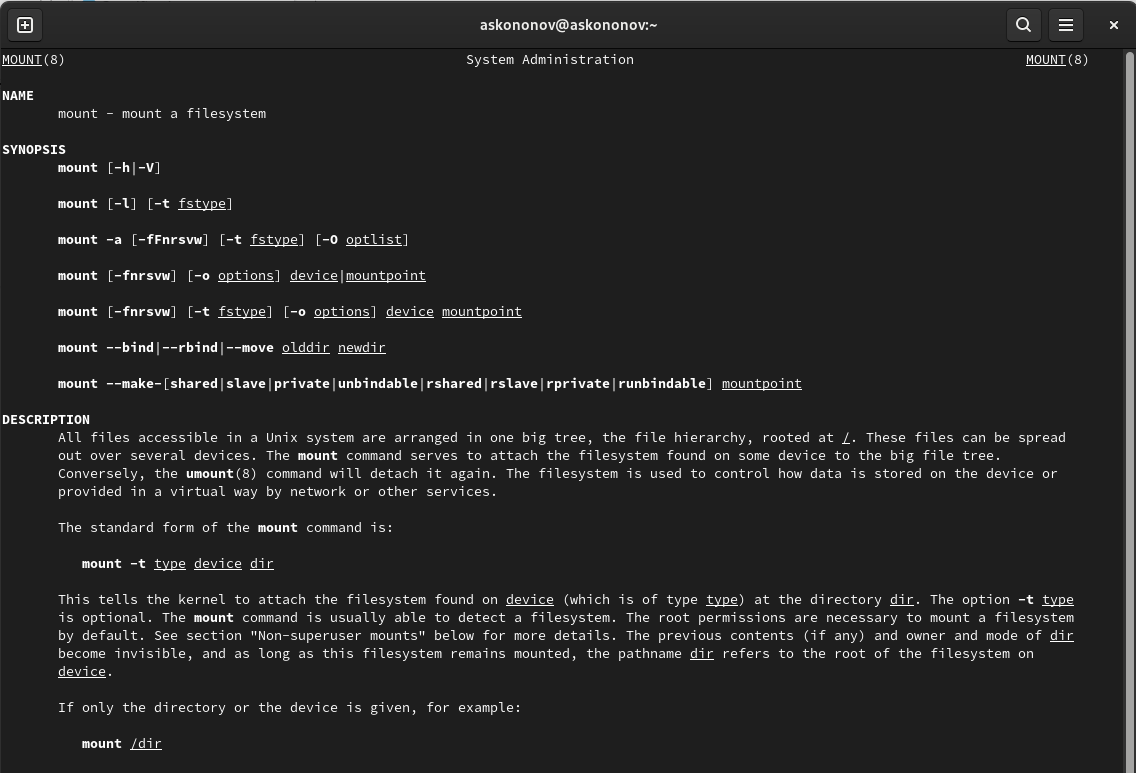 askononov@askononov:~
MOUNT(8) System Administration MOUNT(8)
NAME
mount - mount a filesystem
SYNOPSIS
mount [-h|-V]
mount [-l] [-t fstype]
mount -a [-fFnrsvw] [-t fstype] [-O optlist]
mount [-fnrsvw] [-o options] device|mountpoint
mount [-fnrsvw] [-t fstype] [-o options] device mountpoint
mount --bind|--rbind|--move olddir newdir
mount --make-[shared|slave|private|unbindable|rshared|rslave|rprivate|runbindable] mountpoint
DESCRIPTION
All files accessible in a Unix system are arranged in one big tree, the file hierarchy, rooted at /. These files can be spread
out over several devices. The mount command serves to attach the filesystem found on some device to the big file tree.
Conversely, the umount(8) command will detach it again. The filesystem is used to control how data is stored on the device or
provided in a virtual way by network or other services.
The standard form of the mount command is:
mount -t type device dir
This tells the kernel to attach the filesystem found on device (which is of type type) at the directory dir. The option -t type
is optional. The mount command is usually able to detect a filesystem. The root permissions are necessary to mount a filesystem
by default. See section "Non-superuser mounts" below for more details. The previous contents (if any) and owner and mode of dir
become invisible, and as long as this filesystem remains mounted, the pathname dir refers to the root of the filesystem on
device.
If only the directory or the device is given, for example:
mount /dir